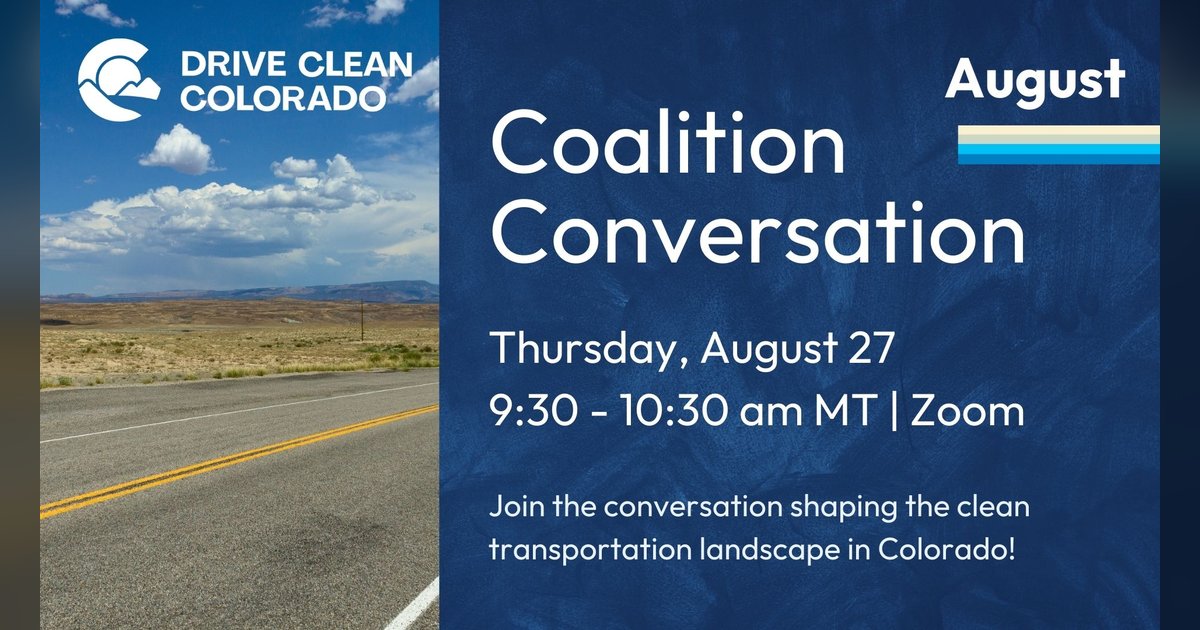 DRIVE CLEAN
COLORADO
August
Coalition
Conversation
Thursday, August 27
9:30 - 10:30 am MT | Zoom
Join the conversation shaping the clean
transportation landscape in Colorado!